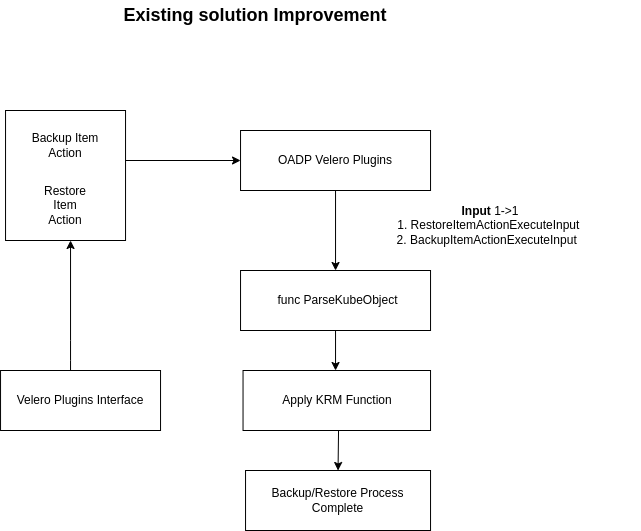 Existing solution Improvement
Backup Item
Action
Restore
Item
Action
OADP Velero Plugins
Input 1->1
1. RestoreItemActionExecuteInput
2. BackupItemActionExecuteInput
func ParseKubeObject
Velero Plugins Interface
Apply KRM Function
Backup/Restore Process
Complete